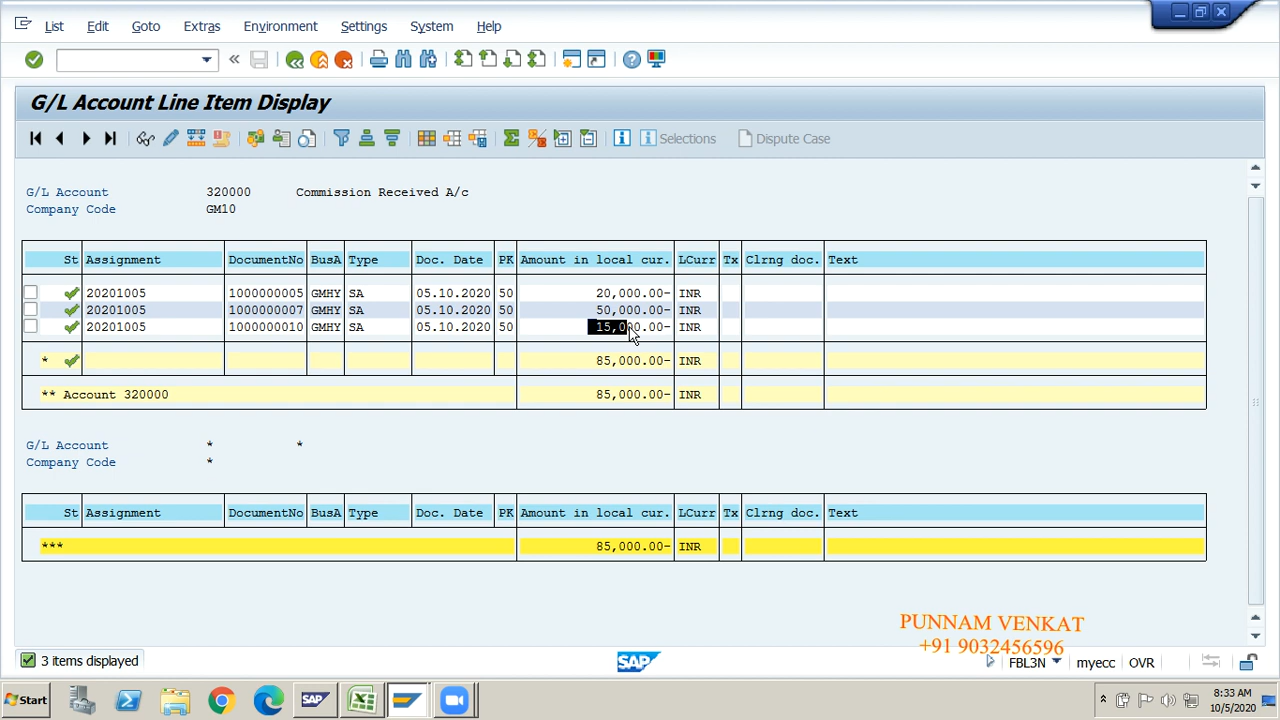 List Edit Goto Extras Environment Settings System Help
G/L Account Line Item Display
Selections Dispute Case
G/L Account 320000 Commission Received A/c
Company Code GM10
St Assignment DocumentNo BusA Type Doc. Date PK Amount in local cur. LCurr Tx Clrng doc. Text
20201005 1000000005 GMHY SA 05.10.2020 50 20,000.00- INR
20201005 1000000007 GMHY SA 05.10.2020 50 50,000.00- INR
20201005 1000000010 GMHY SA 05.10.2020 50 15,000.00- INR
* 85,000.00- INR
** Account 320000 85,000.00- INR
G/L Account * *
Company Code *
St Assignment DocumentNo BusA Type Doc. Date PK Amount in local cur. LCurr Tx Clrng doc. Text
*** 85,000.00- INR
PUNNAM VENKAT
+91 9032456596
3 items displayed SAP FBL3N myecc OVR
Start SAP 8:33 AM
10/5/2020